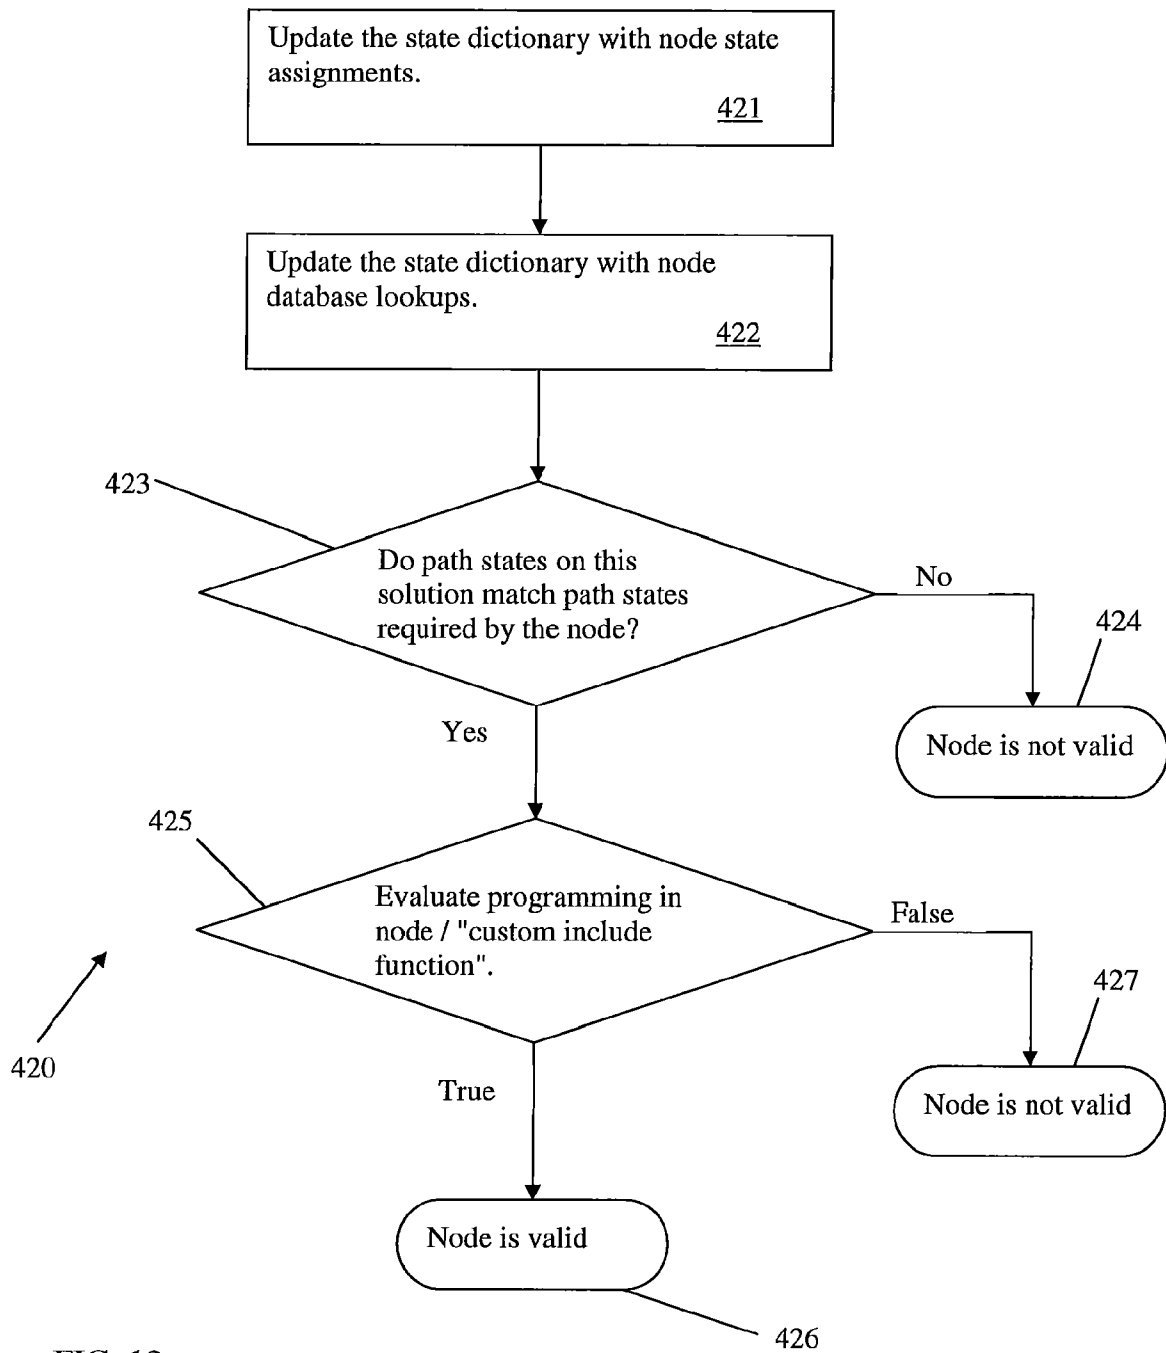 Update the state dictionary with node state
assignments.
421
Update the state dictionary with node
database lookups.
422
423
Do path states on this
solution match path states
required by the node?
No
424
Node is not valid
Yes
425
Evaluate programming in
node / "custom include
function".
False
427
Node is not valid
420
True
Node is valid
426